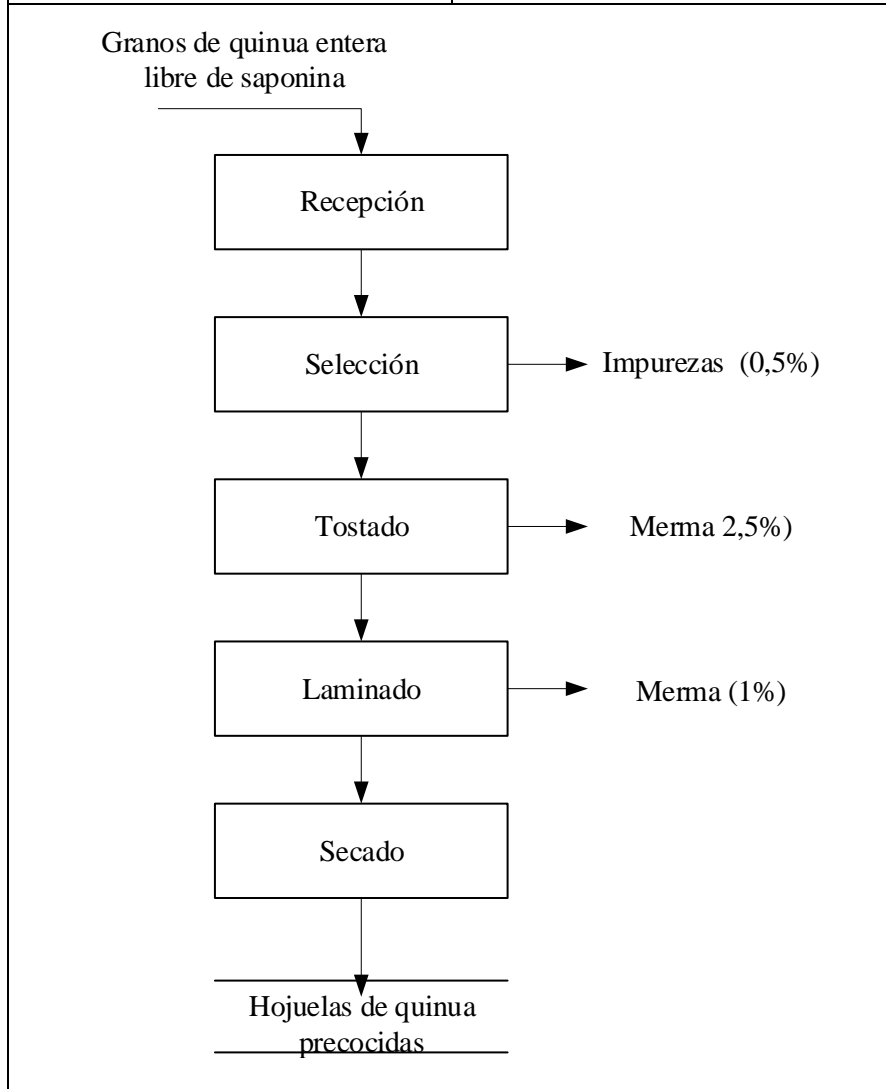 Granos de quinua entera
libre de saponina
Recepción
Selección
Impurezas (0,5%)
Tostado
Merma 2,5%)
Laminado
Merma (1%)
Secado
Hojuelas de quinua
precocidas